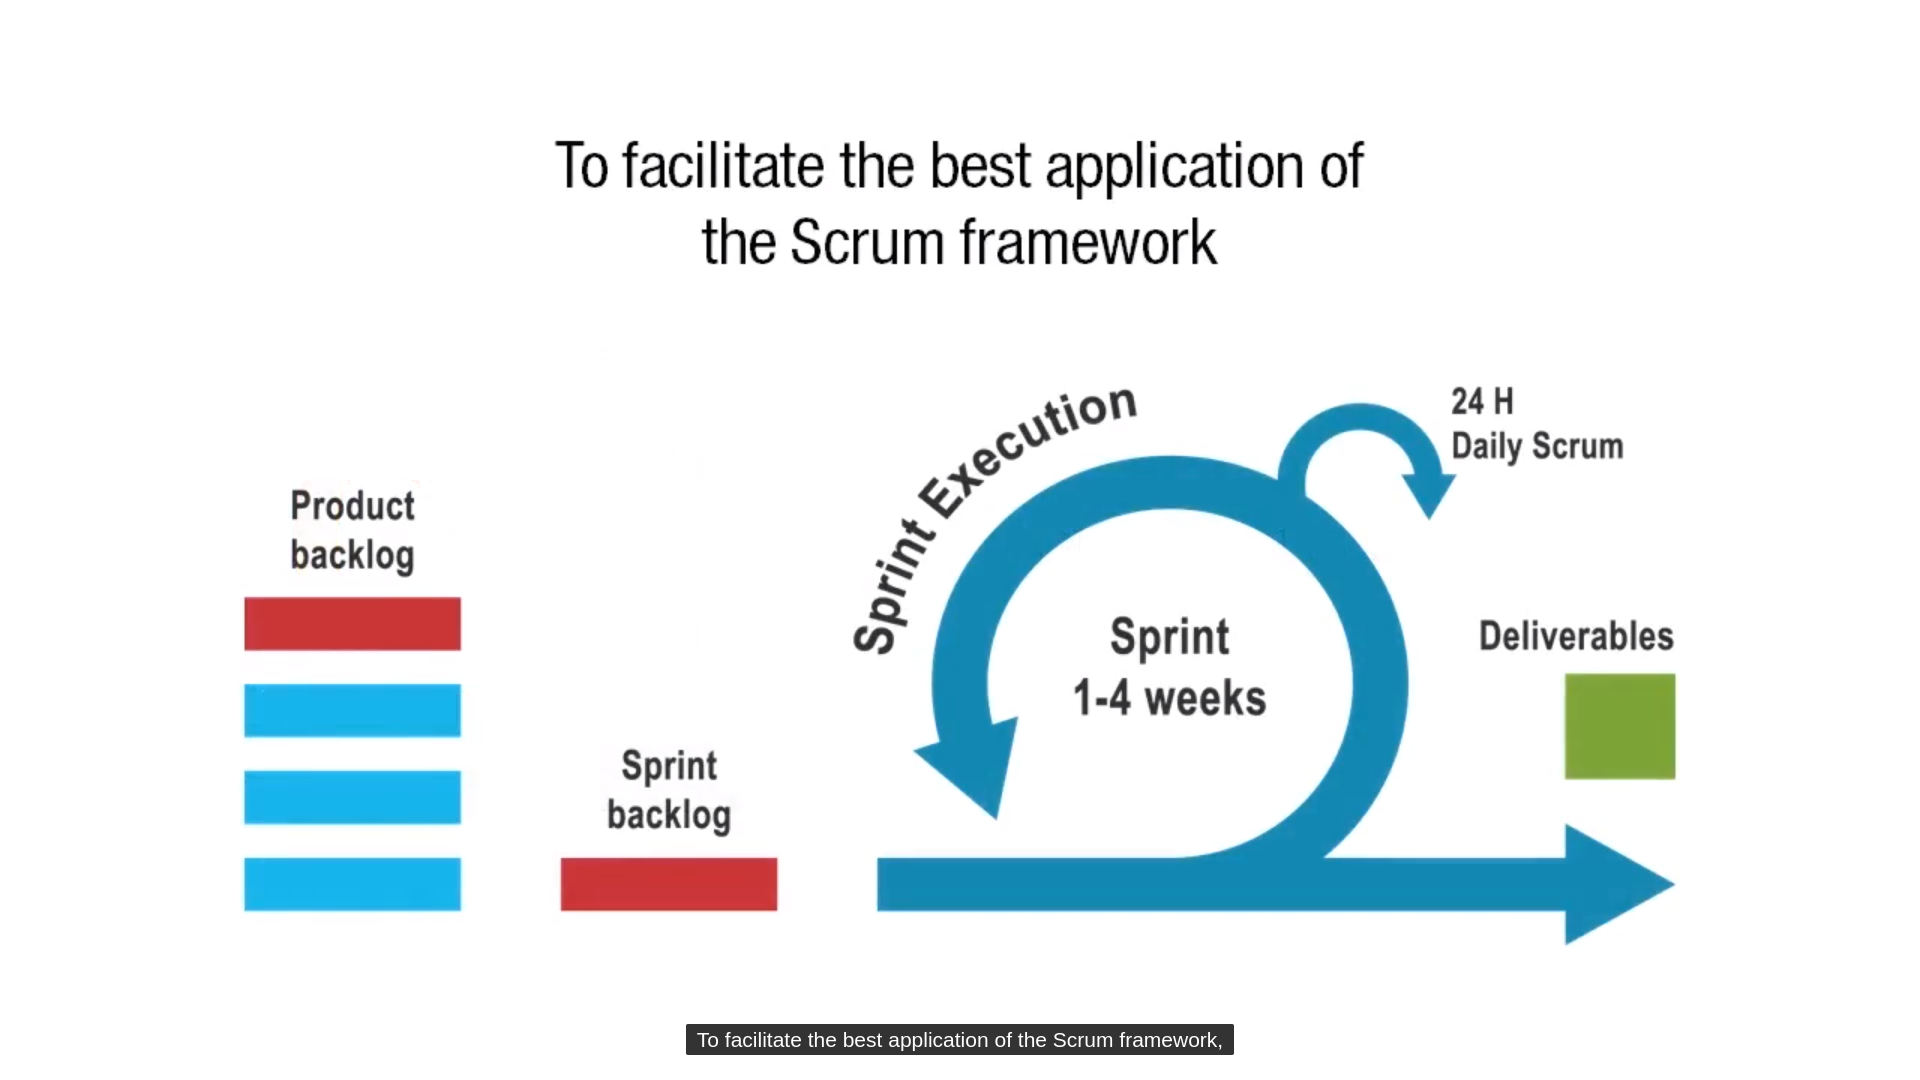 To facilitate the best application of
the Scrum framework
Sprint Execution
24 H
Daily Scrum
Product
backlog
Sprint
1-4 weeks
Deliverables
Sprint
backlog
To facilitate the best application of the Scrum framework,